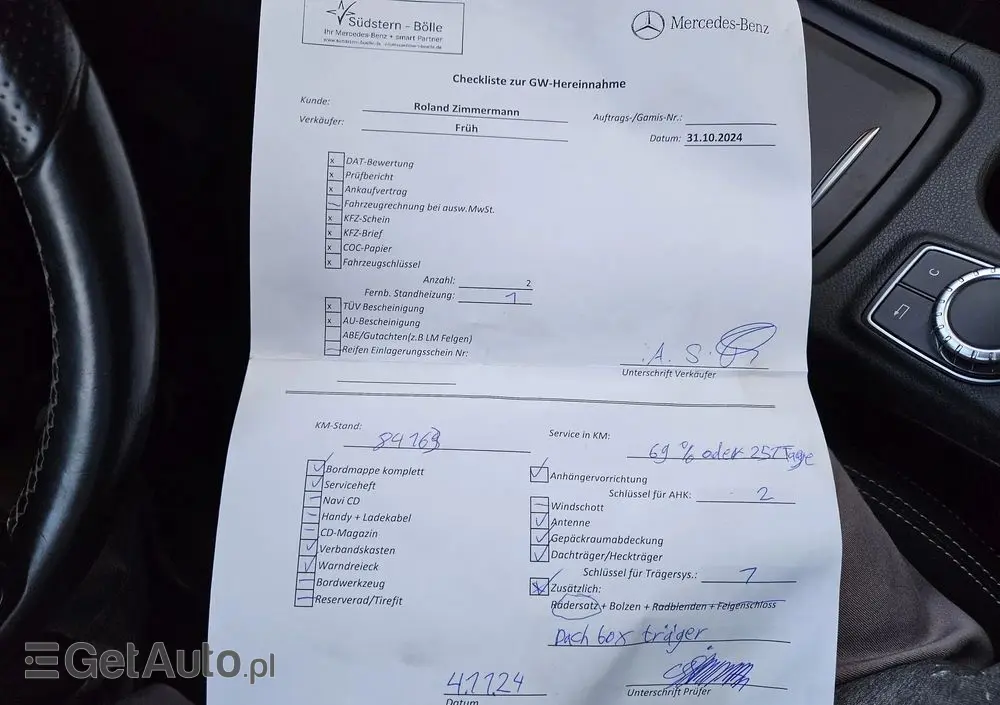 Südstern - Bölle
Ihr Mercedes-Benz + smart Partner
Mercedes-Benz
Checkliste zur GW-Hereinnahme
Kunde: Roland Zimmermann
Auftrags-/Gamis-Nr.:
Verkäufer: Früh
Datum: 31.10.2024
x DAT-Bewertung
x Prüfbericht
x Ankaufvertrag
Fahrzeugrechnung bei ausw.MwSt.
x KFZ-Schein
x KFZ-Brief
x COC-Papier
x Fahrzeugschlüssel
Anzahl: 2
Fernb. Standheizung: 1
x TÜV Bescheinigung
x AU-Bescheinigung
ABE/Gutachten(z.B LM Felgen)
Reifen Einlagerungsschein Nr:
A. S.
Unterschrift Verkäufer
KM-Stand: 84163
Service in KM: 69 % oder 257 Tage
Bordmappe komplett
Serviceheft
Navi CD
Handy + Ladekabel
CD-Magazin
Verbandskasten
Warndreieck
Bordwerkzeug
Reserverad/Tirefit
Anhängervorrichtung
Schlüssel für AHK: 2
Windschott
Antenne
Gepäckraumabdeckung
Dachträger/Heckträger
Schlüssel für Trägersys.: 1
Zusätzlich:
Rädersatz + Bolzen + Radblenden + Felgenschloss
Dach box träger
4.11.24
Datum
Unterschrift Prüfer
GetAuto.pl